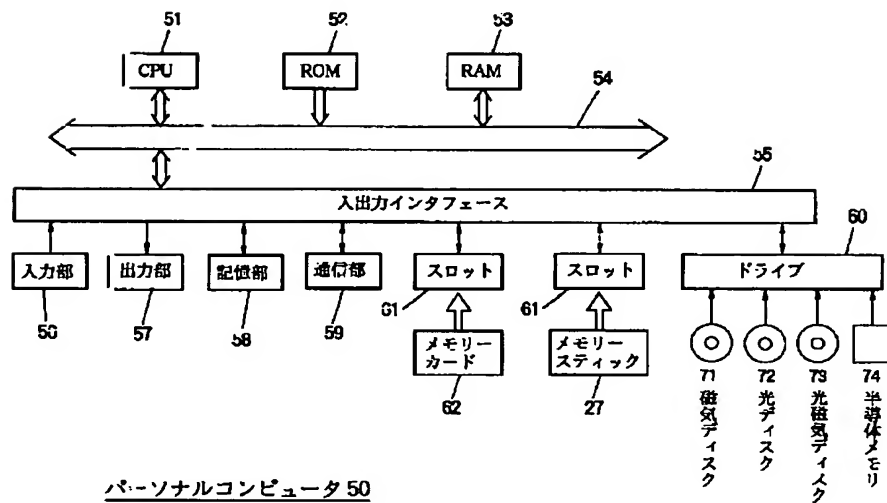 51
52
53
CPU
ROM
RAM
54
55
入出力インタフェース
60
入力部
出力部
記憶部
通信部
スロット
スロット
ドライブ
56
57
58
59
61
61
メモリー
カード
メモリー
スティック
62
27
71
磁気ディスク
72
光ディスク
73
光磁気ディスク
74
半導体メモリ
パーソナルコンピュータ 50